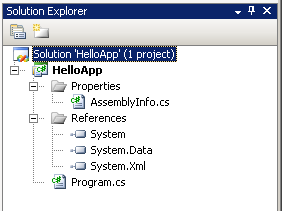 Solution Explorer
Solution 'HelloApp' (1 project)
HelloApp
Properties
AssemblyInfo.cs
References
System
System.Data
System.Xml
Program.cs